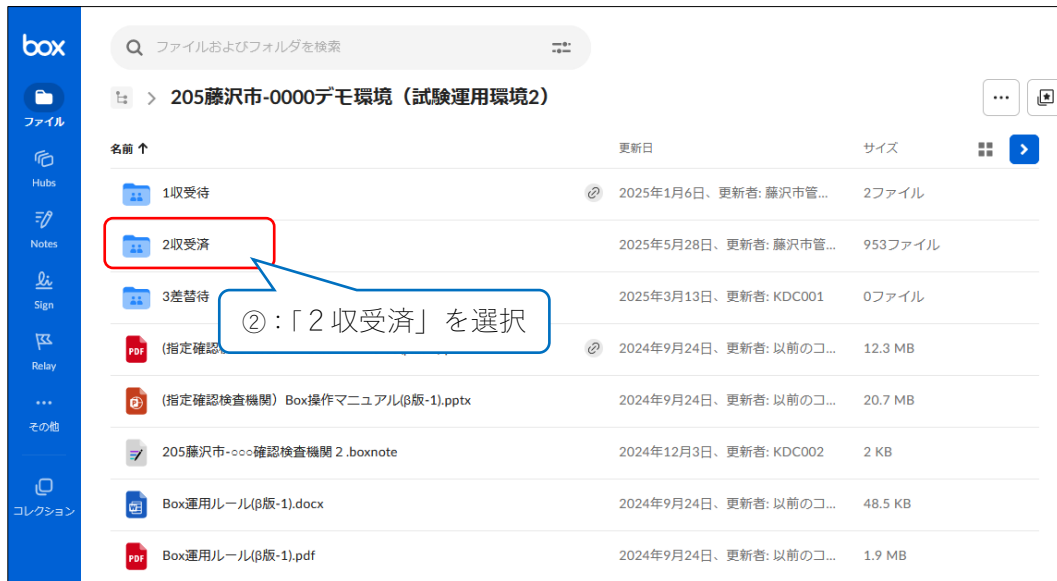 box
ファイルおよびフォルダを検索
205藤沢市-0000デモ環境（試験運用環境2）
ファイル
Hubs
Notes
Sign
Relay
その他
コレクション
名前 ↑ 更新日 サイズ
1収受待 2025年1月6日、更新者: 藤沢市管... 2ファイル
2収受済 2025年5月28日、更新者: 藤沢市管... 953ファイル
3差替待 2025年3月13日、更新者: KDC001 0ファイル
②：「２収受済」を選択
PDF (指定確認 2024年9月24日、更新者: 以前のコ... 12.3 MB
(指定確認検査機関）Box操作マニュアル(β版-1).pptx 2024年9月24日、更新者: 以前のコ... 20.7 MB
205藤沢市-○○○確認検査機関２.boxnote 2024年12月3日、更新者: KDC002 2 KB
Box運用ルール(β版-1).docx 2024年9月24日、更新者: 以前のコ... 48.5 KB
PDF Box運用ルール(β版-1).pdf 2024年9月24日、更新者: 以前のコ... 1.9 MB